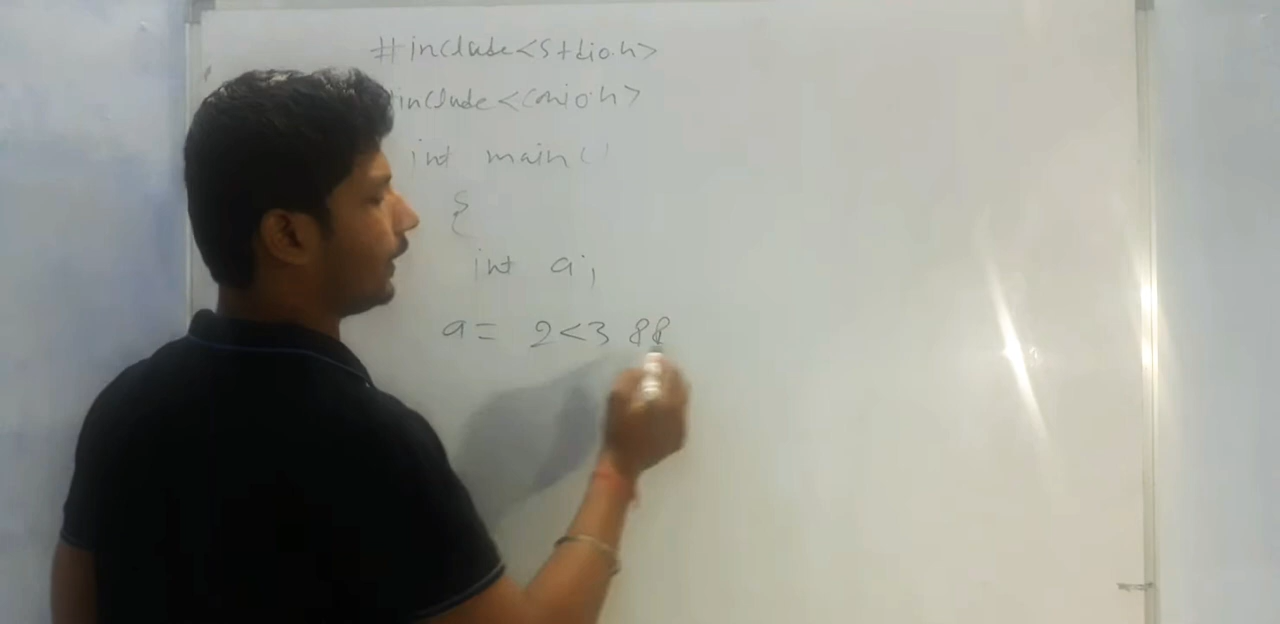 #include<stdio.h>
#include<conio.h>
int main()
{
int a;
a= 2<3 &&